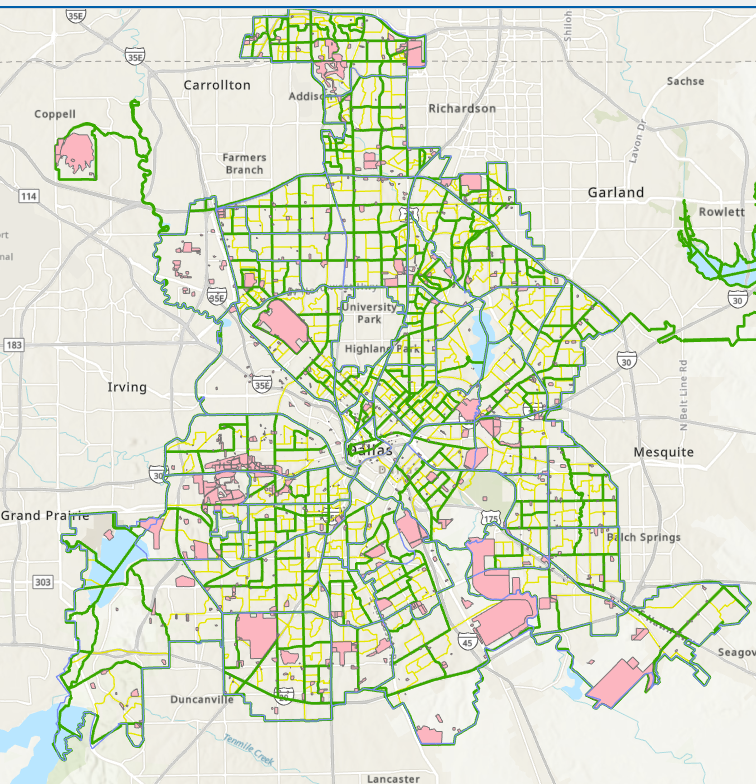 35E
35E
Shiloh
Carrollton
Sachse
Addison
Richardson
Coppell
Lavon Dr
Farmers
Branch
Garland
114
Rowlett
35E
30
University
Park
183
Highland Park
30
35E
Irving
N Belt Line Rd
Dallas
Mesquite
30
Grand Prairie
175
Balch Springs
303
45
Seagov
Duncanville
20
Tenmile Creek
Lancaster